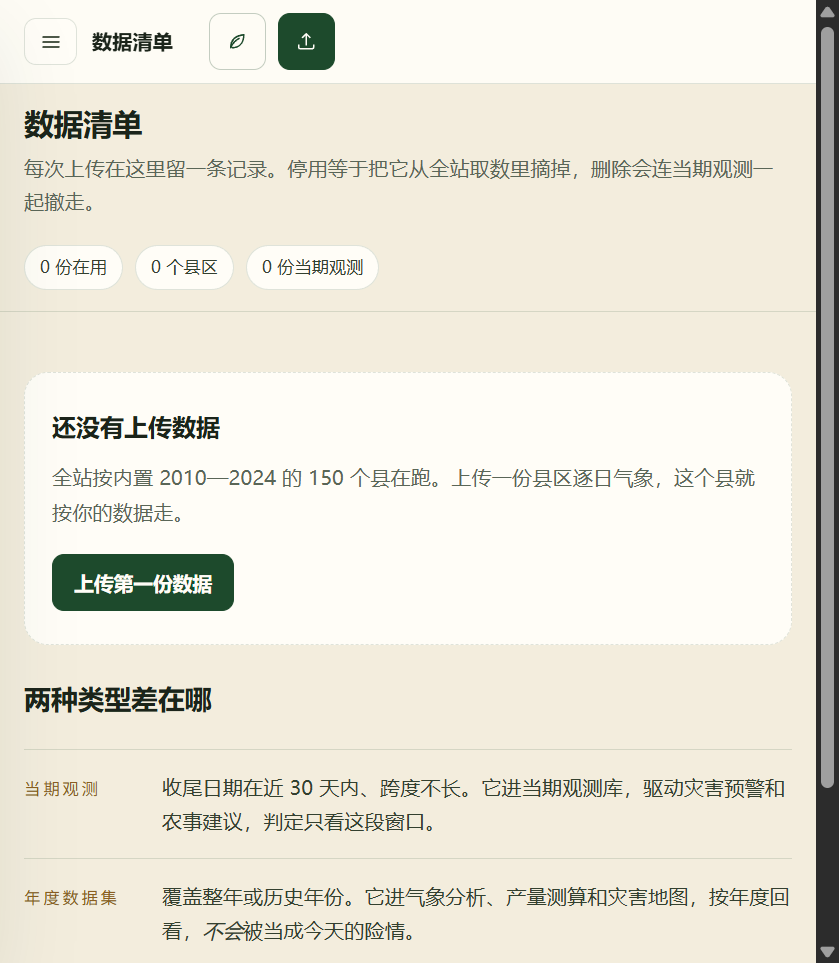 数据清单
数据清单
每次上传在这里留一条记录。停用等于把它从全站取数里摘掉，删除会连当期观测一
起撤走。
0 份在用
0 个县区
0 份当期观测
还没有上传数据
全站按内置 2010—2024 的 150 个县在跑。上传一份县区逐日气象，这个县就
按你的数据走。
上传第一份数据
两种类型差在哪
当期观测
收尾日期在近 30 天内、跨度不长。它进当期观测库，驱动灾害预警和
农事建议，判定只看这段窗口。
年度数据集
覆盖整年或历史年份。它进气象分析、产量测算和灾害地图，按年度回
看，不会被当成今天的险情。